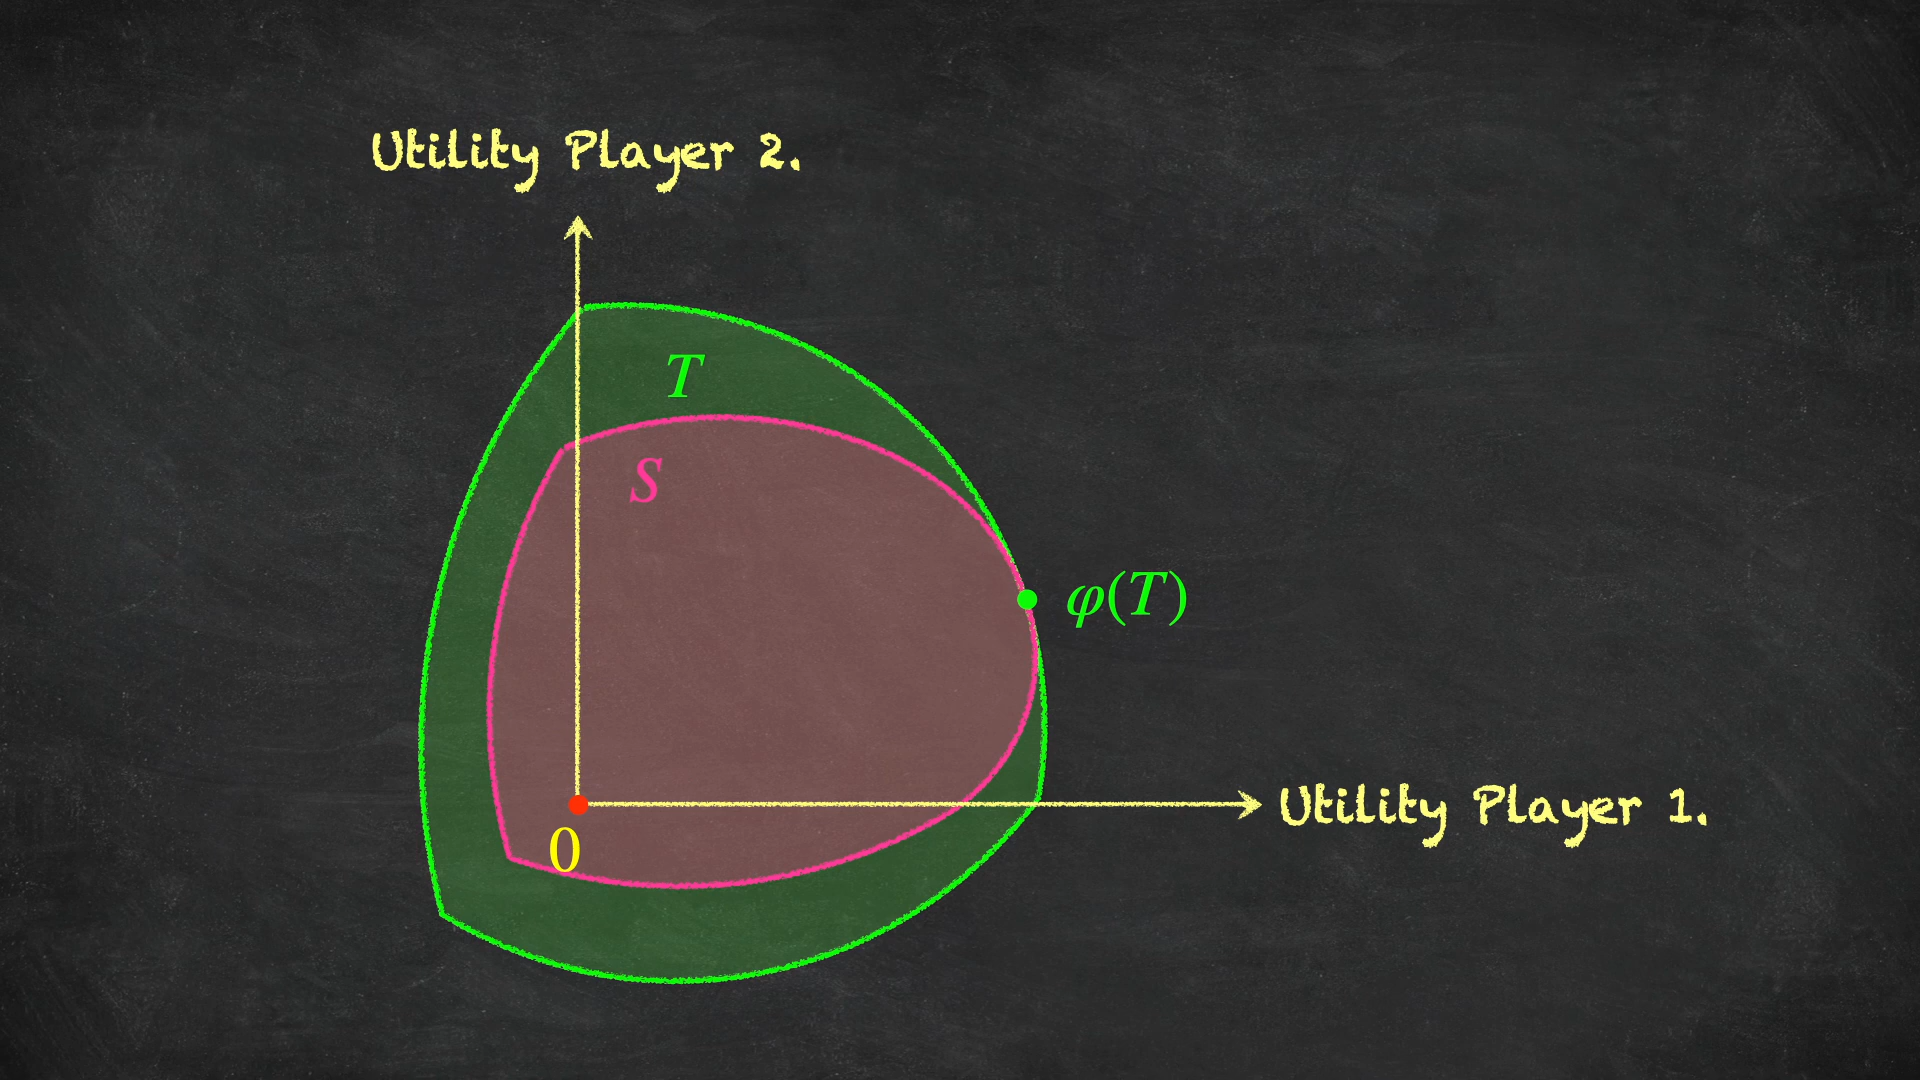 Utility Player 2.
T
S
φ(T)
Utility Player 1.
0